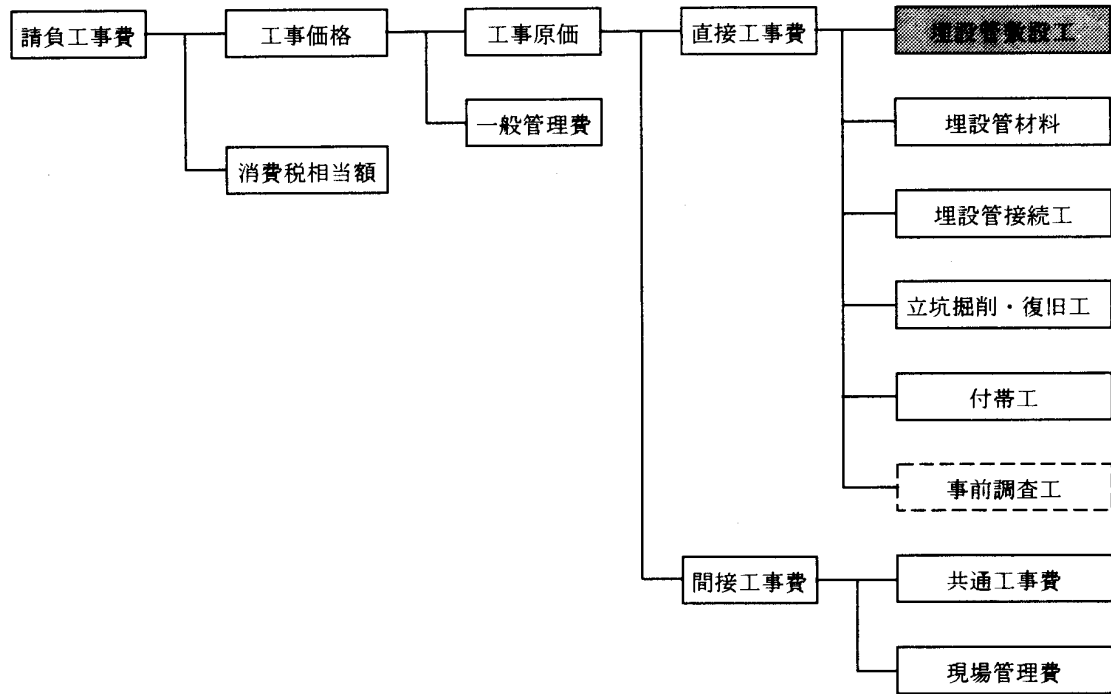 請負工事費
工事価格
工事原価
直接工事費
埋設管敷設工
一般管理費
埋設管材料
消費税相当額
埋設管接続工
立坑掘削・復旧工
付帯工
事前調査工
間接工事費
共通工事費
現場管理費